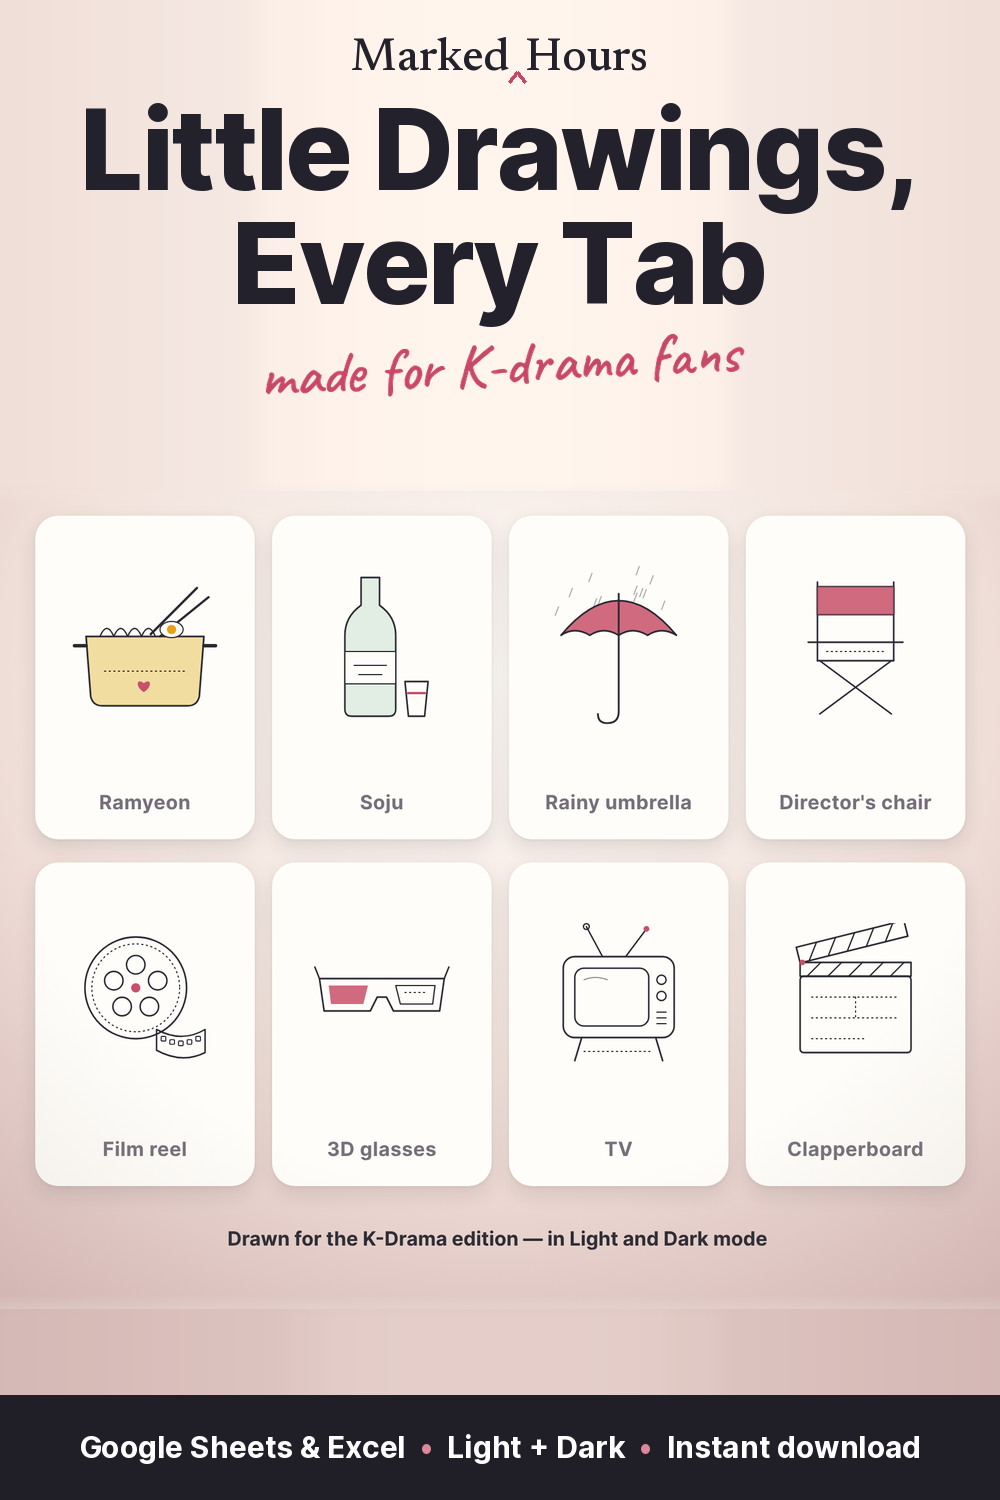 Marked Hours
Little Drawings,
Every Tab
made for K-drama fans
Ramyeon
Soju
Rainy umbrella
Director's chair
Film reel
3D glasses
TV
Clapperboard
Drawn for the K-Drama edition — in Light and Dark mode
Google Sheets & Excel • Light + Dark • Instant download